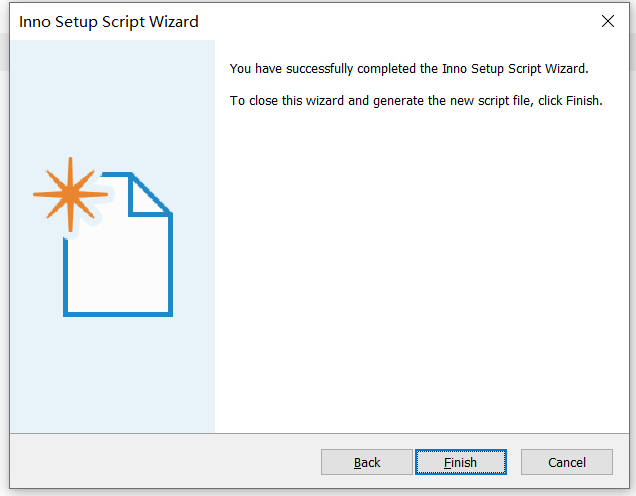 Inno Setup Script Wizard
You have successfully completed the Inno Setup Script Wizard.
To close this wizard and generate the new script file, click Finish.
Back
Finish
Cancel